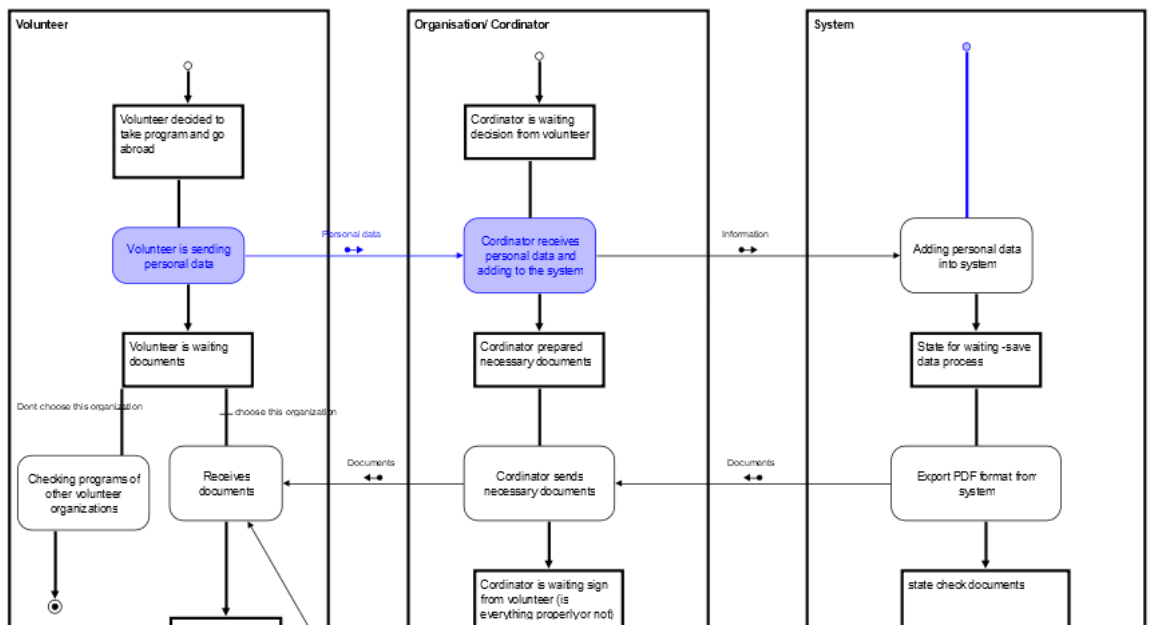 Volunteer
Organisation/ Cordinator
System
Volunteer decided to
take program and go
abroad
Cordinator is waiting
decision from volunteer
Volunteer is sending
personal data
Personal data
Cordinator receives
personal data and
adding to the system
Information
Adding personal data
into system
Volunteer is waiting
documents
Cordinator prepared
necessary documents
State for waiting -save
data process
Dont choose this organization
choose this organization
Checking programs of
other volunteer
organizations
Receives
documents
Documents
Cordinator sends
necessary documents
Documents
Export PDF format from
system
Cordinator is waiting sign
from volunteer (is
everything properly or not)
state check documents